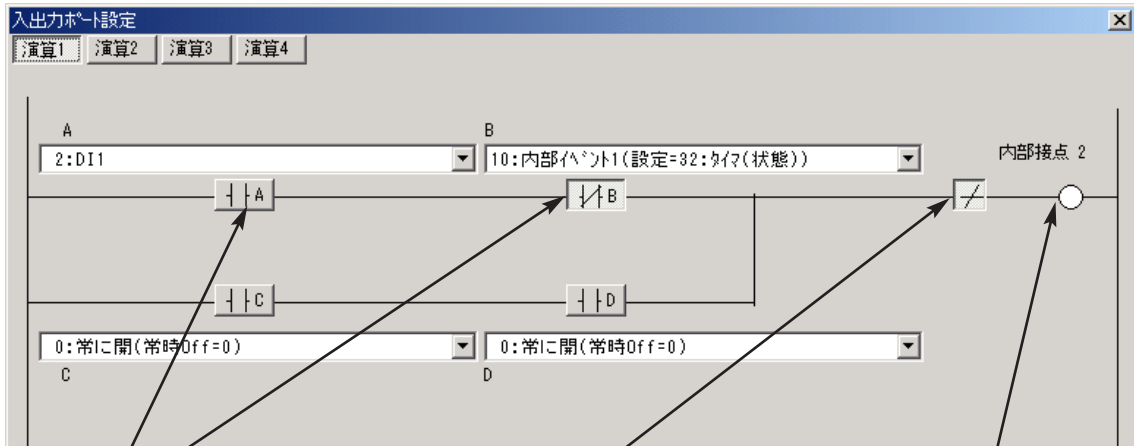 入出力ﾎﾟｰﾄ設定
演算1 演算2 演算3 演算4
A B
2:DI1 10:内部ｲﾍﾞﾝﾄ1(設定=32:ﾀｲﾏ(状態)) 内部接点 2
A B
C D
0:常に開(常時Off=0) 0:常に開(常時Off=0)
C D